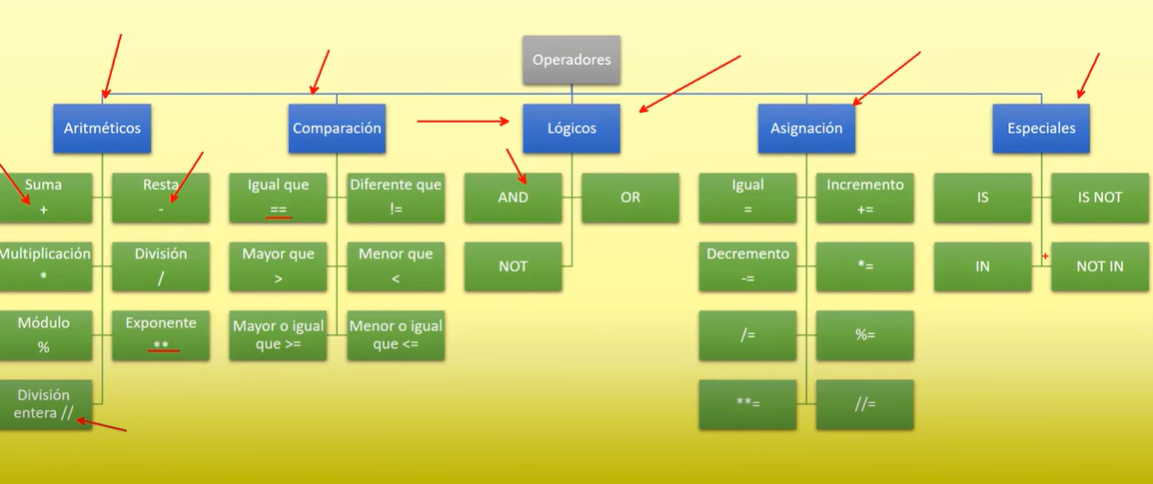 Operadores
Aritméticos
Comparación
Lógicos
Asignación
Especiales
Suma
+
Resta
-
Multiplicación
*
División
/
Módulo
%
Exponente
**
División
entera //
Igual que
==
Diferente que
!=
Mayor que
>
Menor que
<
Mayor o igual
que >=
Menor o igual
que <=
AND
OR
NOT
Igual
=
Incremento
+=
Decremento
-=
*=
/=
%=
**=
//=
IS
IS NOT
IN
NOT IN